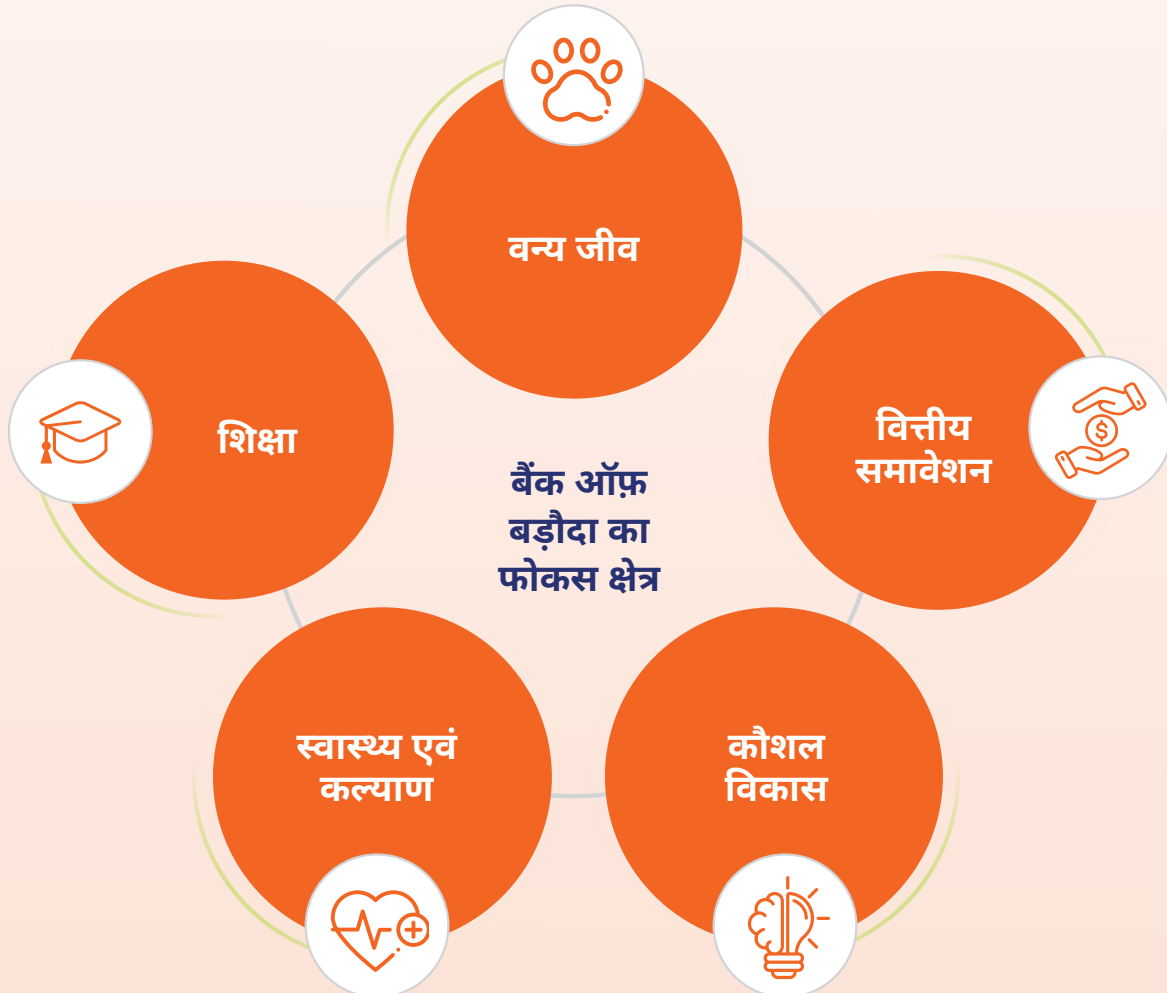 वन्य जीव
शिक्षा
वित्तीय
समावेशन
बैंक ऑफ़
बड़ौदा का
फोकस क्षेत्र
स्वास्थ्य एवं
कल्याण
कौशल
विकास
$